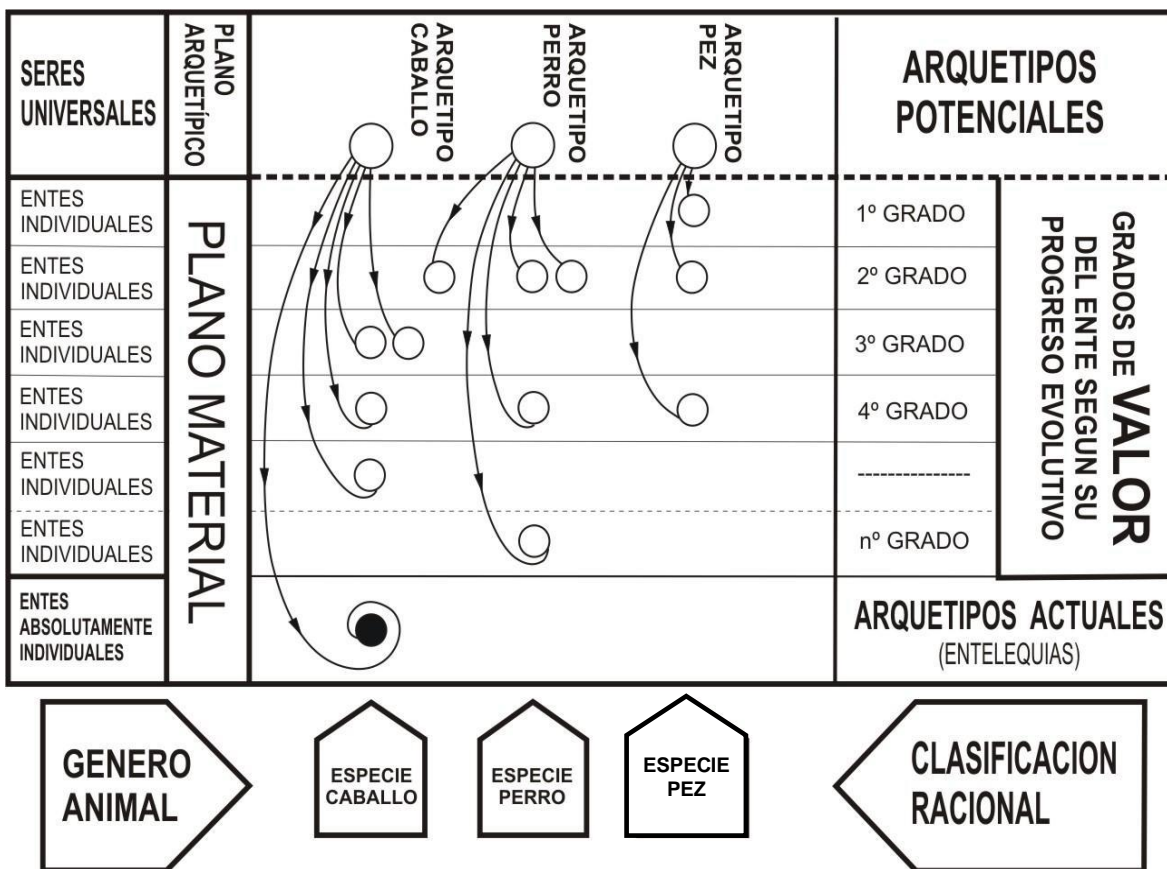 SERES
UNIVERSALES
PLANO
ARQUETÍPICO
ARQUETIPO
CABALLO
ARQUETIPO
PERRO
ARQUETIPO
PEZ
ARQUETIPOS
POTENCIALES
ENTES
INDIVIDUALES
ENTES
INDIVIDUALES
ENTES
INDIVIDUALES
ENTES
INDIVIDUALES
ENTES
INDIVIDUALES
ENTES
INDIVIDUALES
PLANO MATERIAL
1º GRADO
2º GRADO
3º GRADO
4º GRADO
---------------
nº GRADO
GRADOS DE VALOR
DEL ENTE SEGUN SU
PROGRESO EVOLUTIVO
ENTES
ABSOLUTAMENTE
INDIVIDUALES
ARQUETIPOS ACTUALES
(ENTELEQUIAS)
GENERO
ANIMAL
ESPECIE
CABALLO
ESPECIE
PERRO
ESPECIE
PEZ
CLASIFICACION
RACIONAL